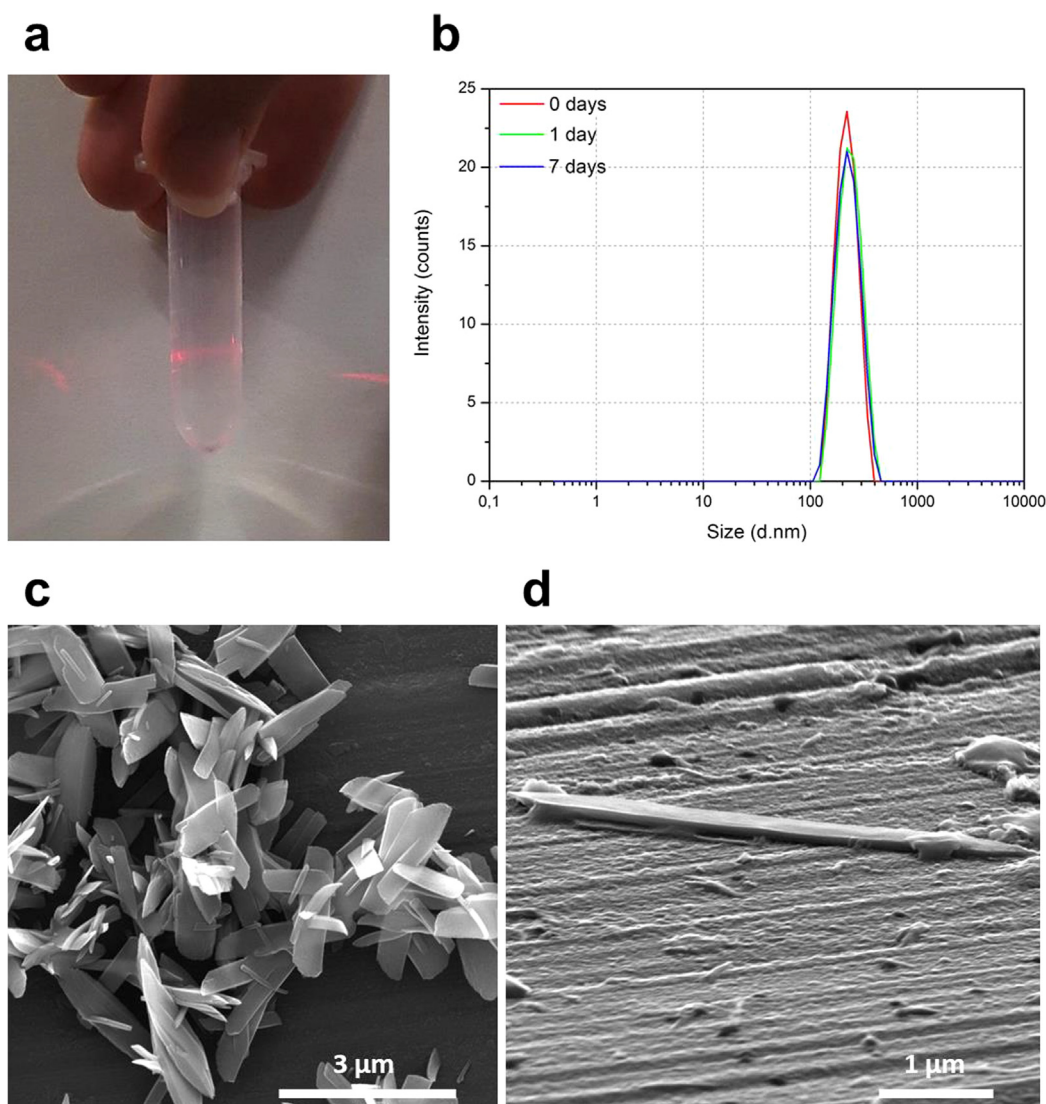 a
b
25
20
15
10
5
0
0 days
1 day
7 days
Intensity (counts)
0,1
1
10
100
1000
10000
Size (d.nm)
c
d
3 µm
1 µm